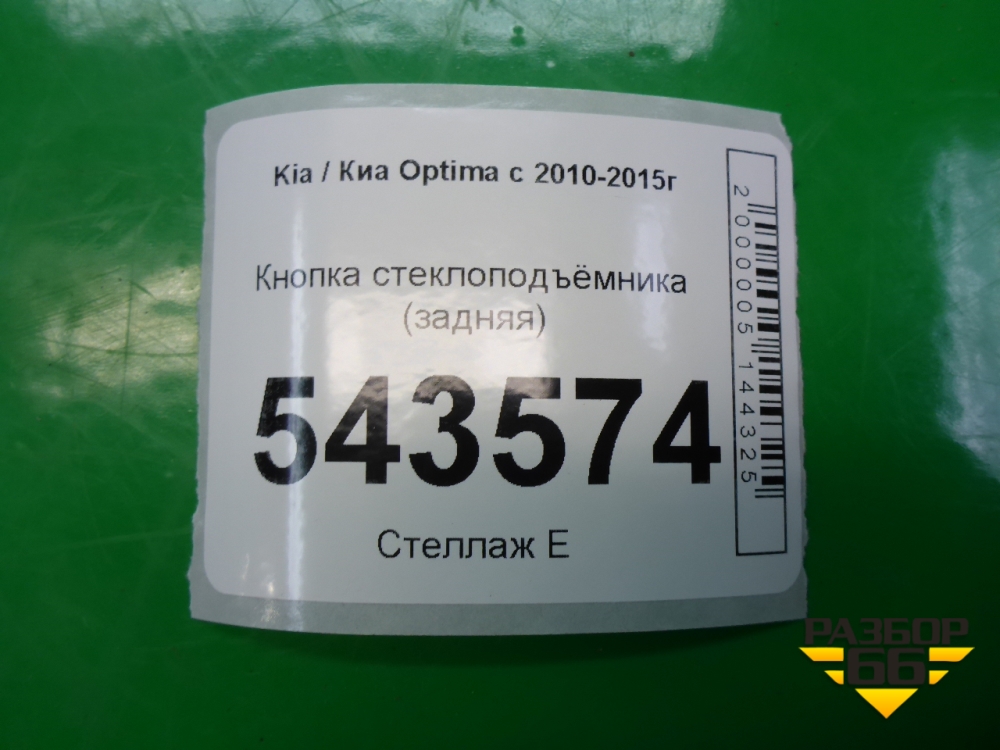 Kia / Киа Optima с 2010-2015г
Кнопка стеклоподъёмника
(задняя)
543574
Стеллаж Е
2000005144325
РАЗБОР
66